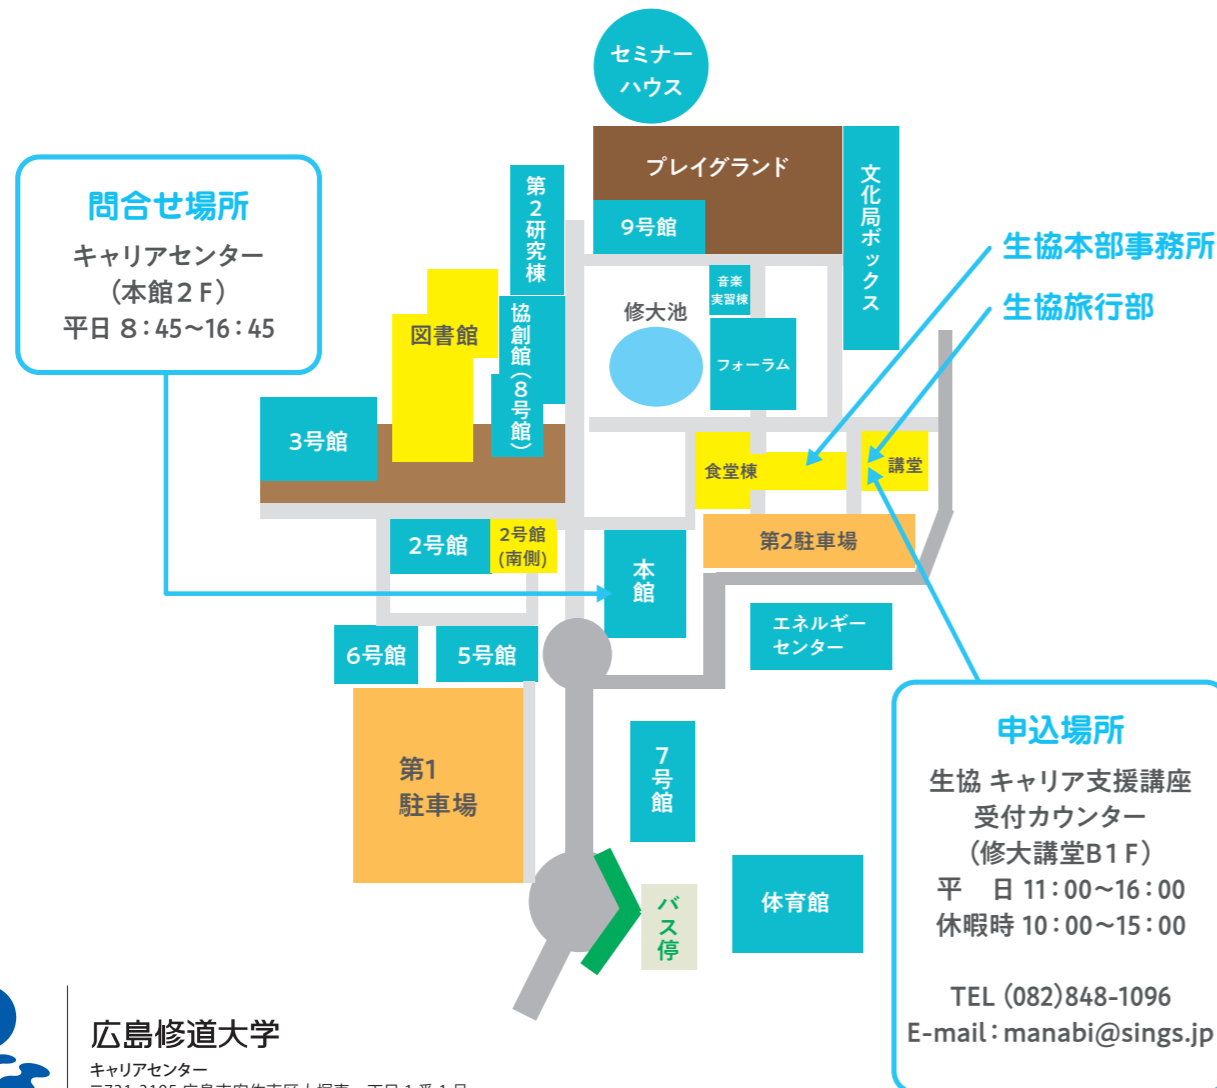 セミナー
ハウス
プレイグランド
9号館
文化局ボックス
第2研究棟
問合せ場所
キャリアセンター
（本館２F）
平日 8：45～16：45
生協本部事務所
生協旅行部
音楽
実習棟
修大池
フォーラム
図書館
協創館（8号館）
3号館
食堂棟
講堂
2号館
2号館
(南側)
第2駐車場
本館
エネルギー
センター
6号館
5号館
第1
駐車場
7号館
バス停
体育館
申込場所
生協 キャリア支援講座
受付カウンター
（修大講堂B1F）
平　日 11：00～16：00
休暇時 10：00～15：00
TEL (082)848-1096
E-mail：manabi@sings.jp
広島修道大学
キャリアセンター